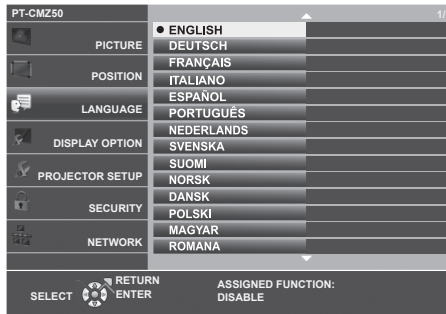 PT-CMZ50
1/
PICTURE
POSITION
LANGUAGE
DISPLAY OPTION
PROJECTOR SETUP
SECURITY
NETWORK
ENGLISH
DEUTSCH
FRANÇAIS
ITALIANO
ESPAÑOL
PORTUGUÊS
NEDERLANDS
SVENSKA
SUOMI
NORSK
DANSK
POLSKI
MAGYAR
ROMANA
SELECT
RETURN
ENTER
ASSIGNED FUNCTION:
DISABLE